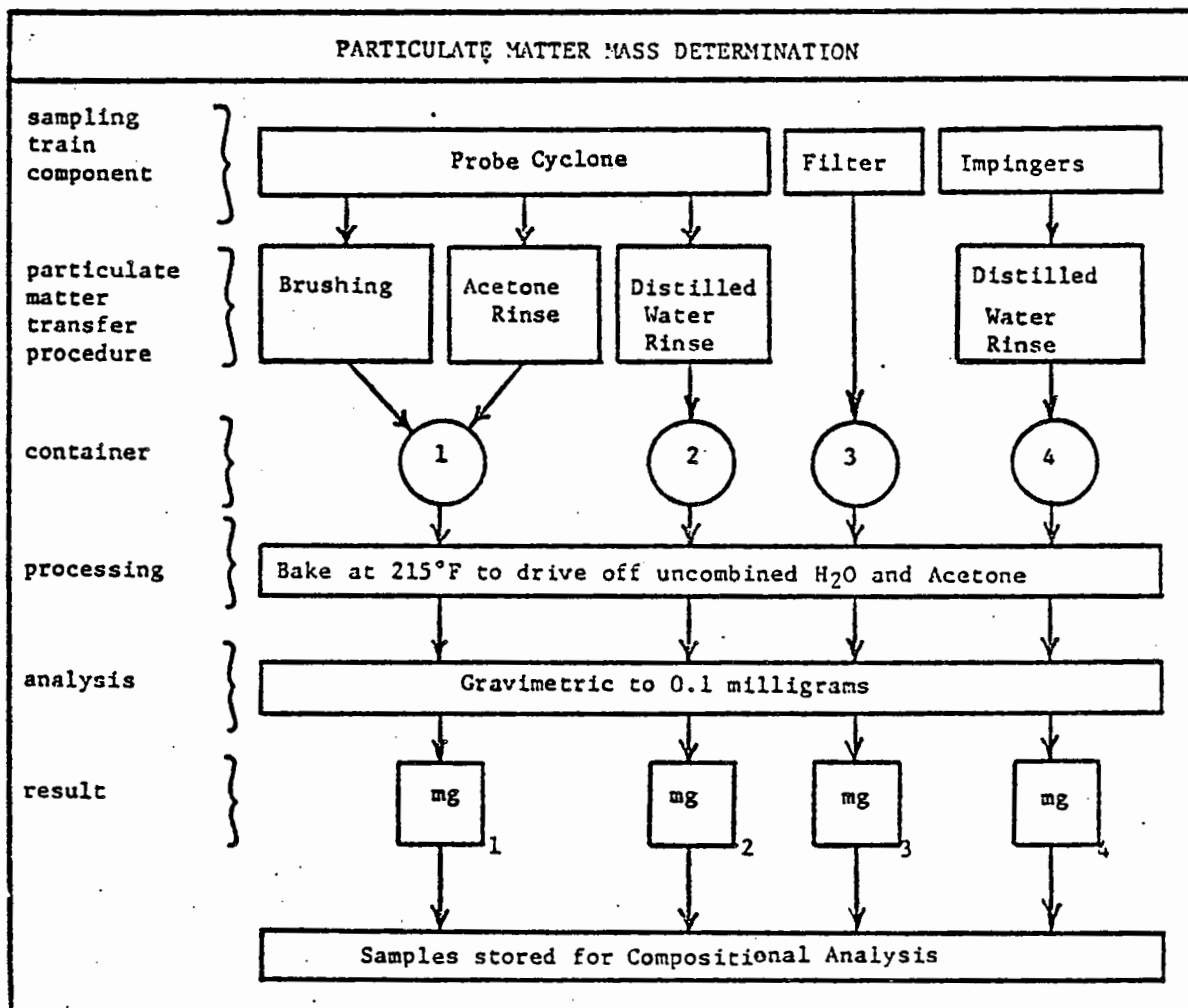 PARTICULATE MATTER MASS DETERMINATION
sampling
train
component
Probe Cyclone
Filter
Impingers
particulate
matter
transfer
procedure
Brushing
Acetone
Rinse
Distilled
Water
Rinse
Distilled
Water
Rinse
container
1
2
3
4
processing
Bake at 215°F to drive off uncombined H₂O and Acetone
analysis
Gravimetric to 0.1 milligrams
result
mg
1
mg
2
mg
3
mg
4
Samples stored for Compositional Analysis